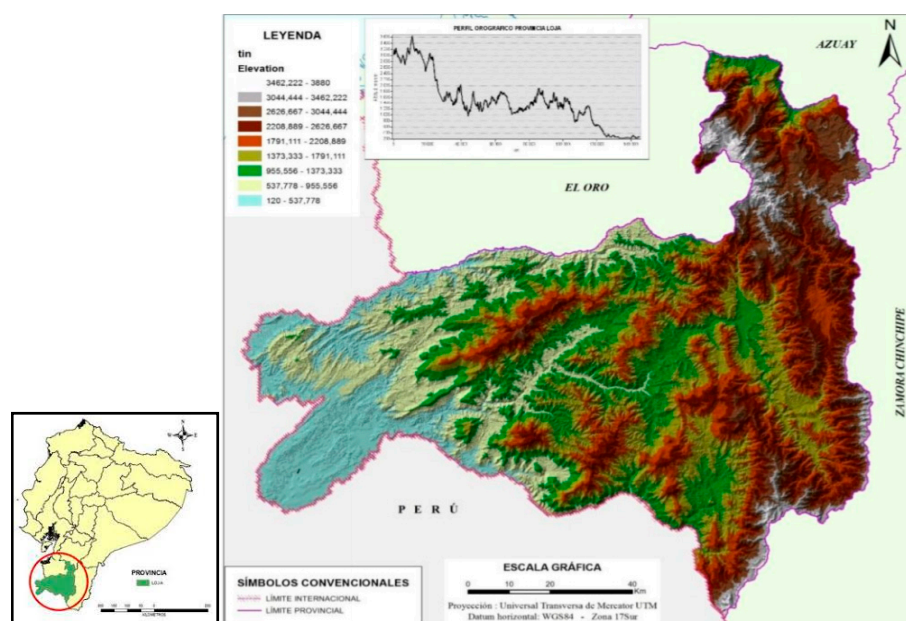 LEYENDA
tin
Elevation
3462,222 - 3880
3044,444 - 3462,222
2626,667 - 3044,444
2208,889 - 2626,667
1791,111 - 2208,889
1373,333 - 1791,111
955,556 - 1373,333
537,778 - 955,556
120 - 537,778
PERFIL OROGRAFICO PROVINCIA LOJA
N
AZUAY
EL ORO
ZAMORA CHINCHIPE
PERÚ
PROVINCIA
LOJA
KILOMETROS
SÍMBOLOS CONVENCIONALES
LÍMITE INTERNACIONAL
LÍMITE PROVINCIAL
ESCALA GRÁFICA
0 10 20 40
Km
Proyección : Universal Transversa de Mercator UTM
Datum horizontal: WGS84 - Zona 17Sur